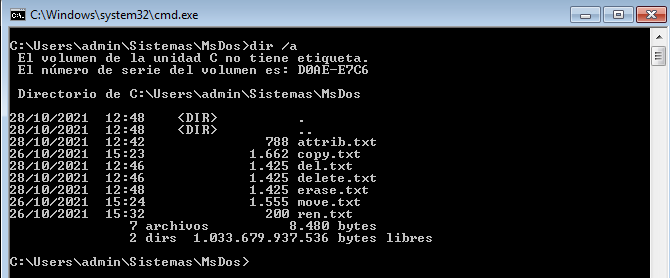 C:\Windows\system32\cmd.exe
C:\Users\admin\Sistemas\MsDos>dir /a
El volumen de la unidad C no tiene etiqueta.
El número de serie del volumen es: D0AE-E7C6
Directorio de C:\Users\admin\Sistemas\MsDos
28/10/2021  12:48    <DIR>          .
28/10/2021  12:48    <DIR>          ..
28/10/2021  12:42               788 attrib.txt
26/10/2021  15:23             1.662 copy.txt
28/10/2021  12:46             1.425 del.txt
28/10/2021  12:46             1.425 delete.txt
28/10/2021  12:48             1.425 erase.txt
26/10/2021  15:24             1.555 move.txt
26/10/2021  15:32               200 ren.txt
7 archivos          8.480 bytes
2 dirs  1.033.679.937.536 bytes libres
C:\Users\admin\Sistemas\MsDos>